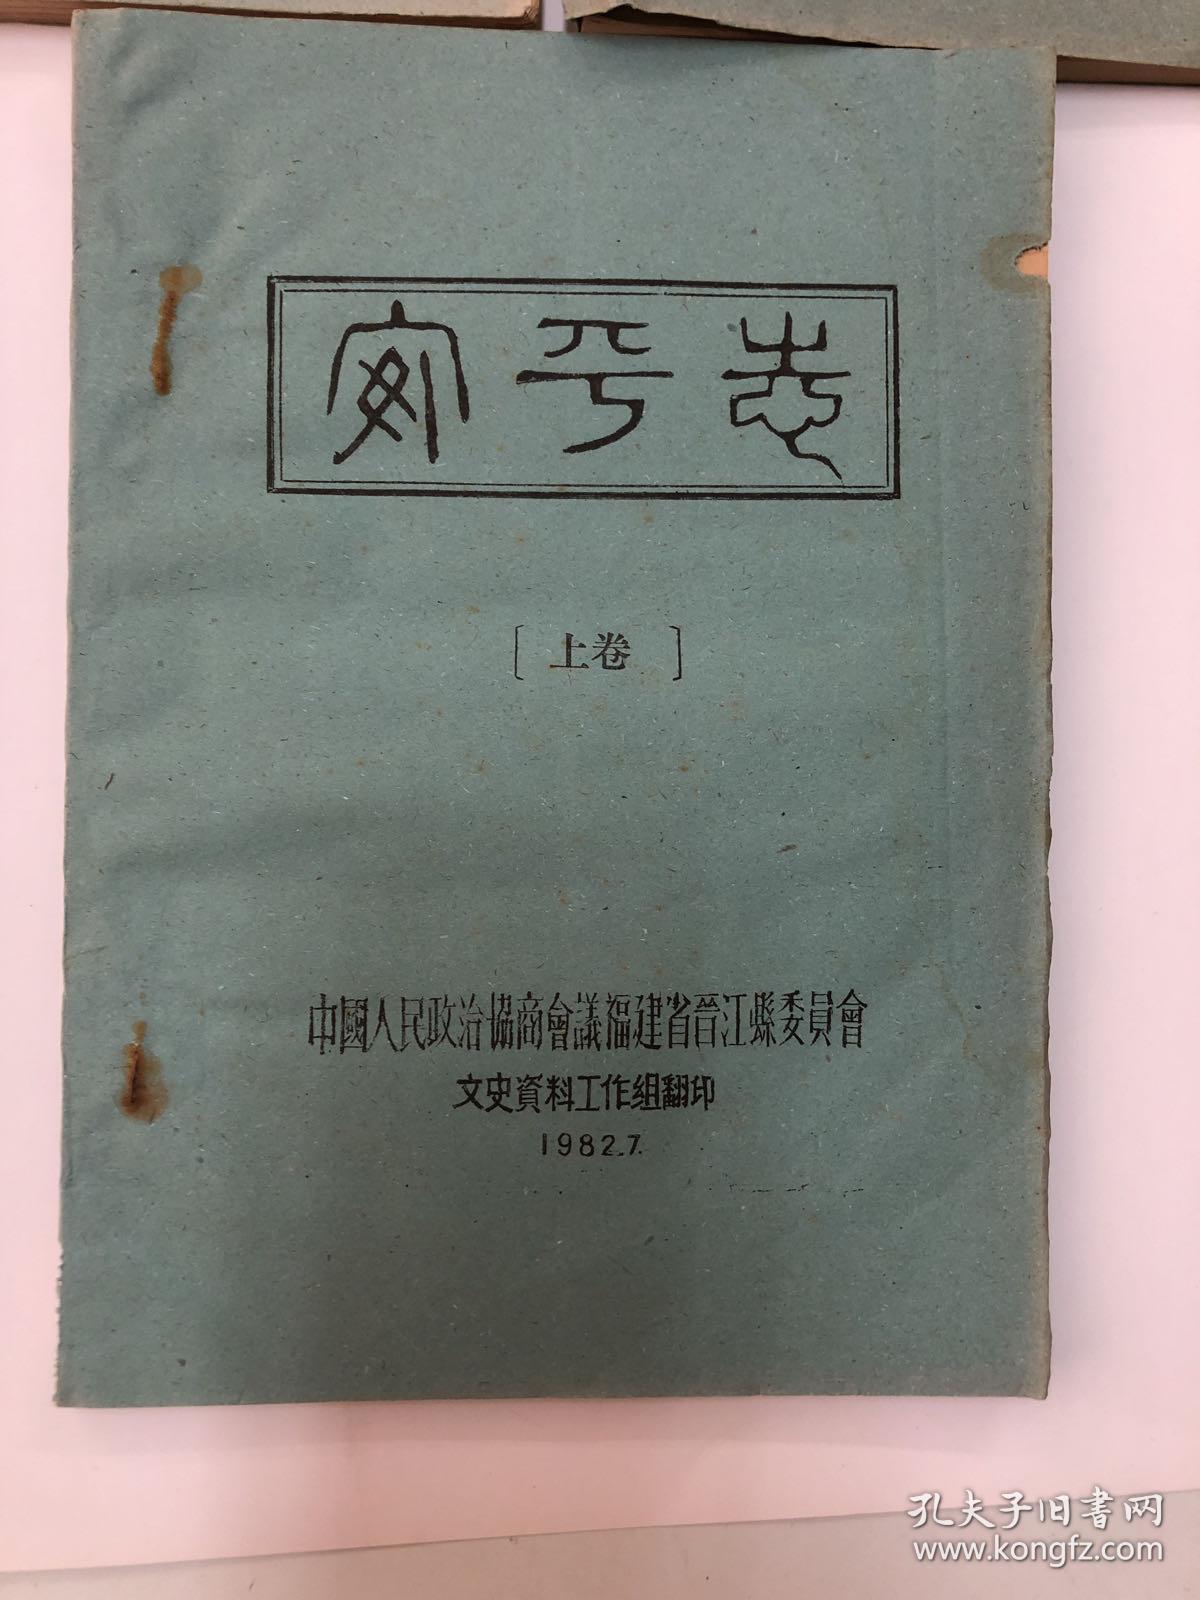 安平志
〔上卷〕
中國人民政治協商會議福建省晉江縣委員會
文史資料工作组翻印
1982.7.
孔夫子旧书网
www.kongfz.com